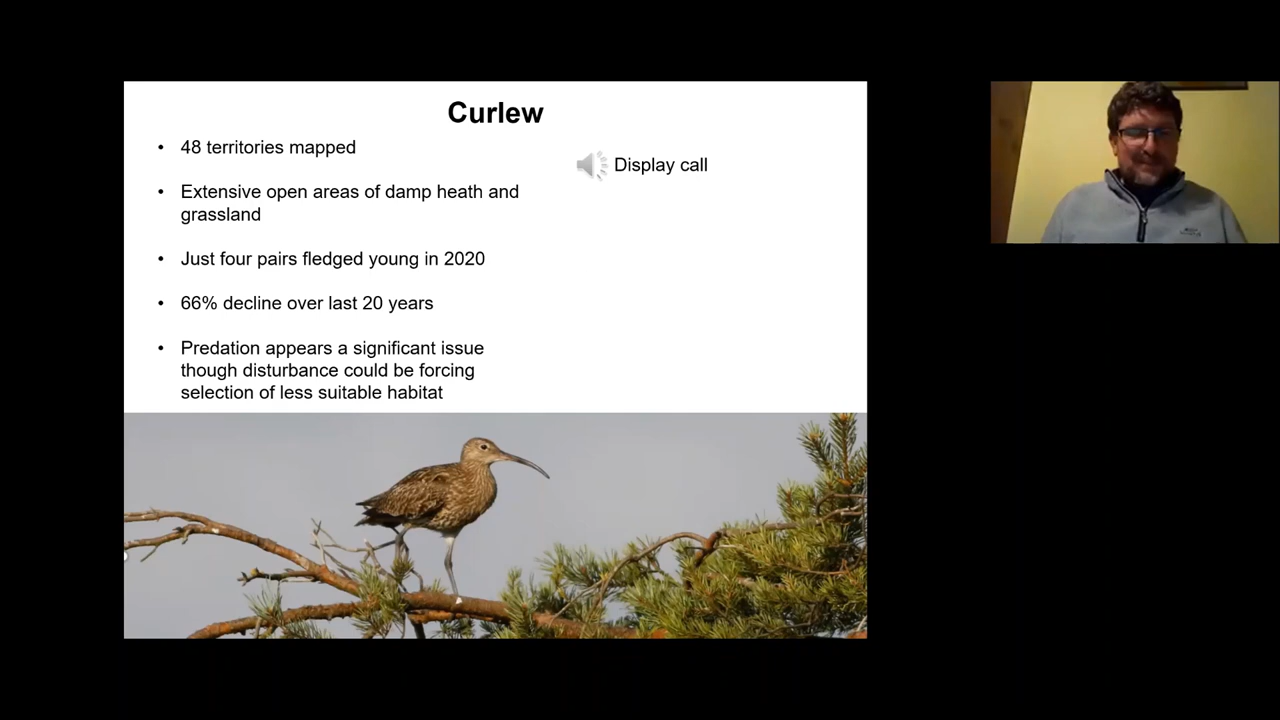 Curlew
• 48 territories mapped
• Extensive open areas of damp heath and
grassland
• Just four pairs fledged young in 2020
• 66% decline over last 20 years
• Predation appears a significant issue
though disturbance could be forcing
selection of less suitable habitat
Display call